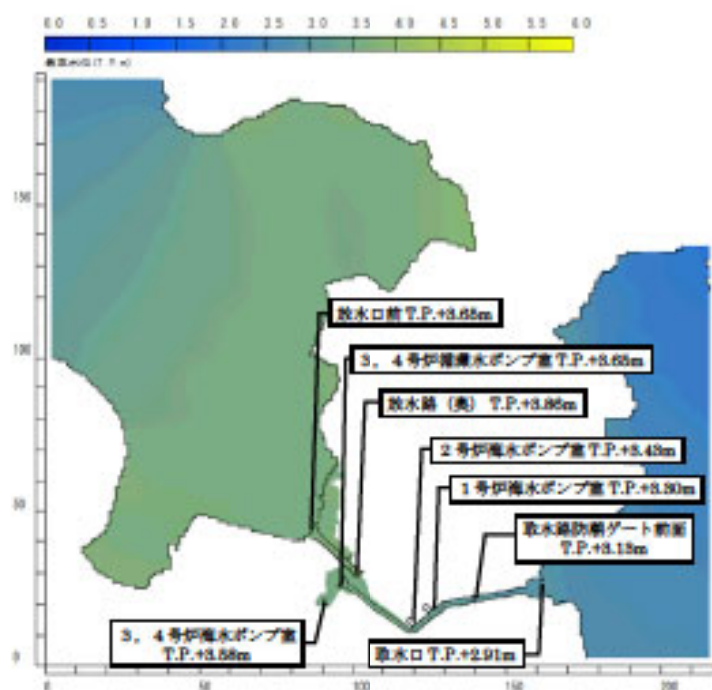 0.0 0.5 1.0 1.5 2.0 2.5 3.0 3.5 4.0 4.5 5.0 5.5 6.0
150
放水口前 T.P.+3.68m
3，4号炉循環水ポンプ室 T.P.+3.65m
100
放水路（奥） T.P.+3.86m
2号炉海水ポンプ室 T.P.+3.43m
50
1号炉海水ポンプ室 T.P.+3.30m
取水路防潮ゲート前面
T.P.+3.13m
3，4号炉海水ポンプ室
T.P.+3.58m
取水口 T.P.+2.91m
0
0 50 100 150 200